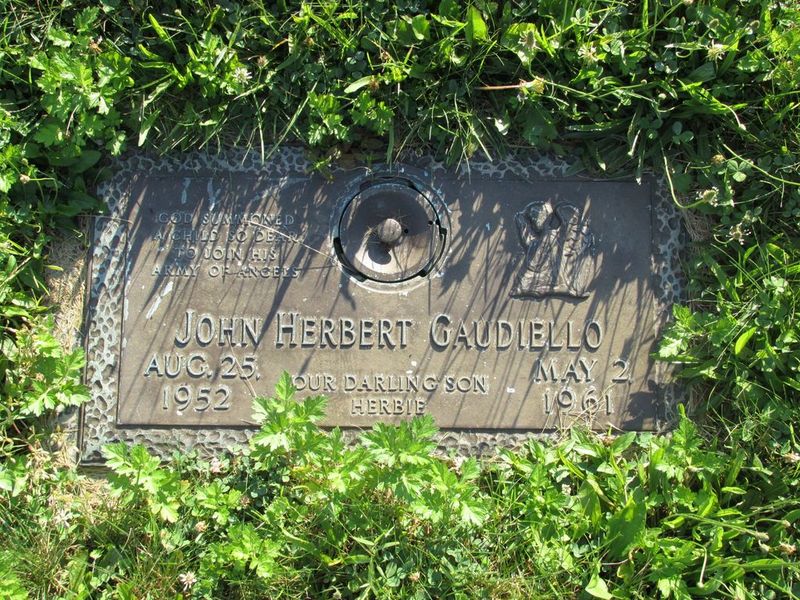 GOD SUMMONED
A CHILD SO DEAR
TO JOIN HIS
ARMY OF ANGELS
JOHN HERBERT GAUDIELLO
AUG. 25, MAY 2,
1952 OUR DARLING SON 1961
HERBIE